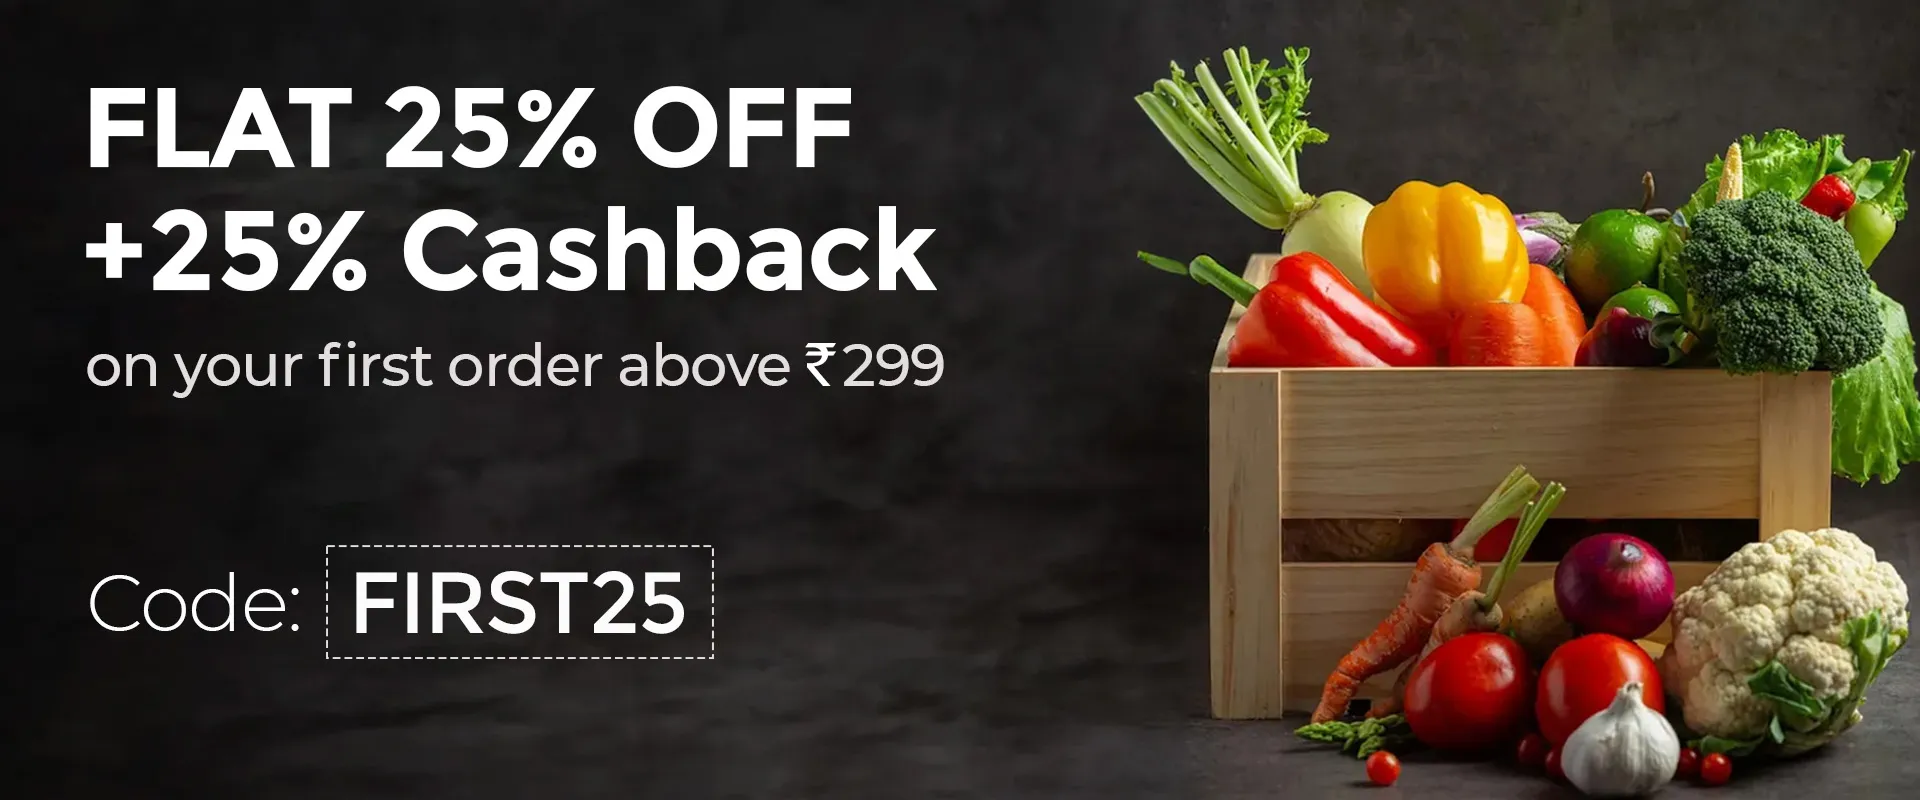 FLAT 25% OFF
+25% Cashback
on your first order above ₹299
Code: FIRST25